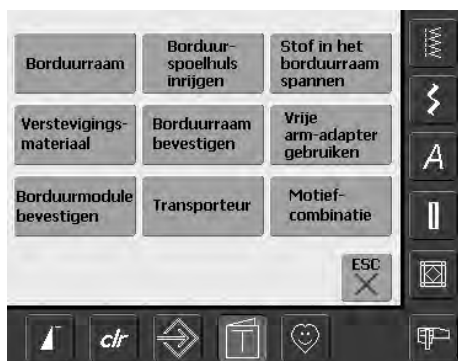 Borduurraam
Borduur-
spoelhuls
inrijgen
Stof in het
borduurraam
spannen
Verstevigings-
materiaal
Borduurraam
bevestigen
Vrije
arm-adapter
gebruiken
Borduurmodule
bevestigen
Transporteur
Motief-
combinatie
ESC
A
clr
T